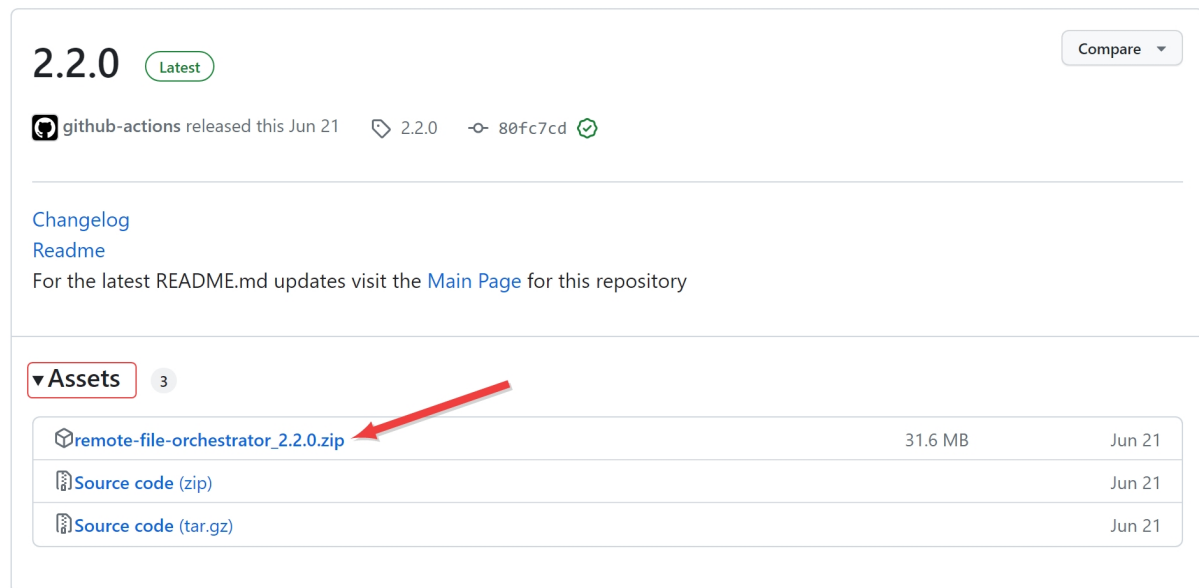 2.2.0 Latest Compare
github-actions released this Jun 21 2.2.0 80fc7cd
Changelog
Readme
For the latest README.md updates visit the Main Page for this repository
Assets 3
remote-file-orchestrator_2.2.0.zip 31.6 MB Jun 21
Source code (zip) Jun 21
Source code (tar.gz) Jun 21